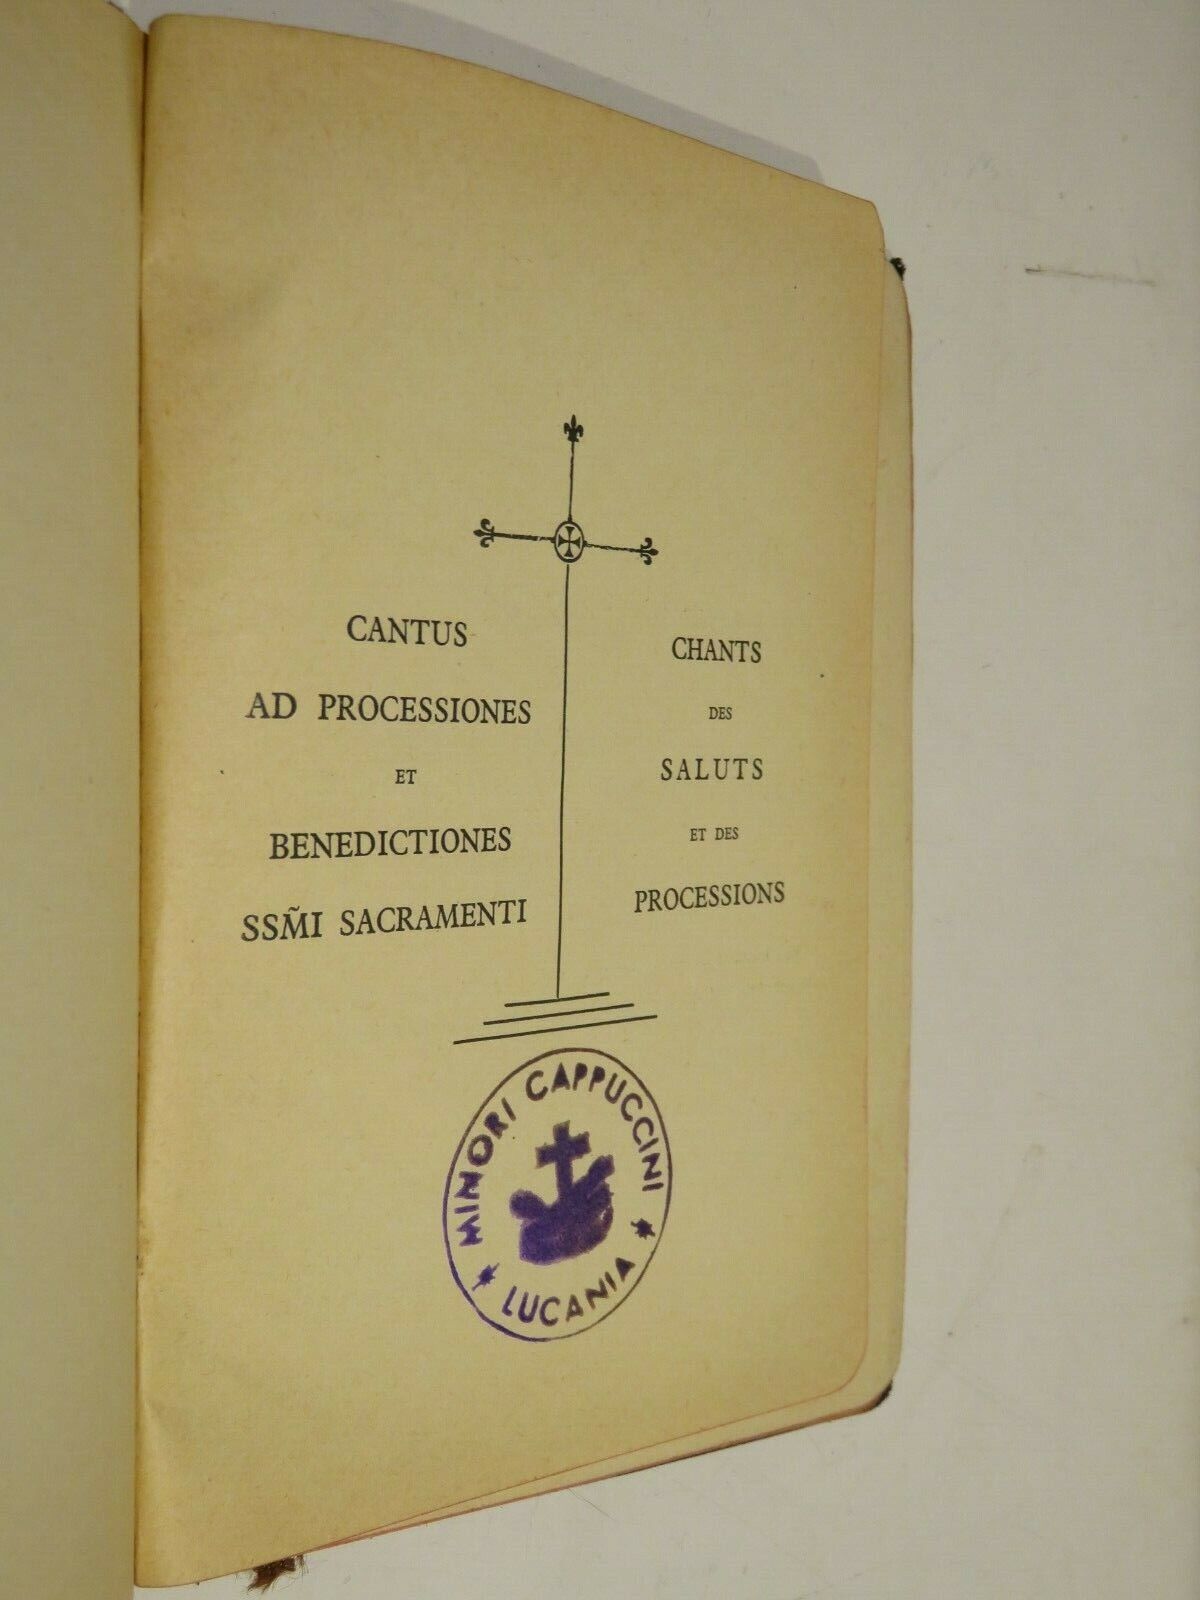 CANTUS
AD PROCESSIONES
ET
BENEDICTIONES
SSM̃I SACRAMENTI
CHANTS
DES
SALUTS
ET DES
PROCESSIONS
MINORI CAPPUCCINI
LUCANIA